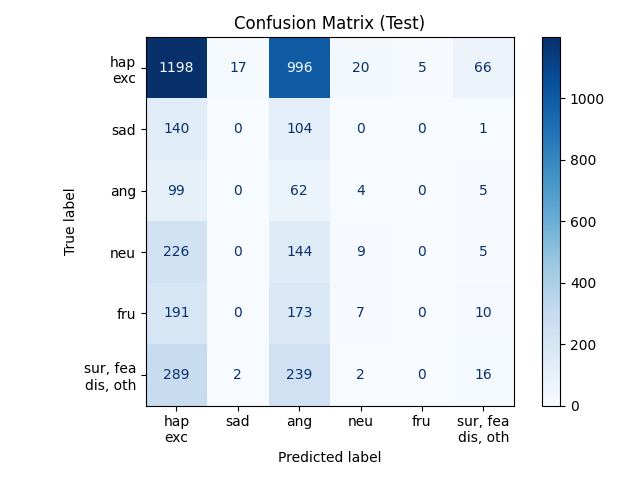 Confusion Matrix (Test)
hap
exc
1198 17 996 20 5 66
sad
140 0 104 0 0 1
ang
99 0 62 4 0 5
neu
226 0 144 9 0 5
fru
191 0 173 7 0 10
sur, fea
dis, oth
289 2 239 2 0 16
True label
hap
exc
sad
ang
neu
fru
sur, fea
dis, oth
Predicted label
1000
800
600
400
200
0